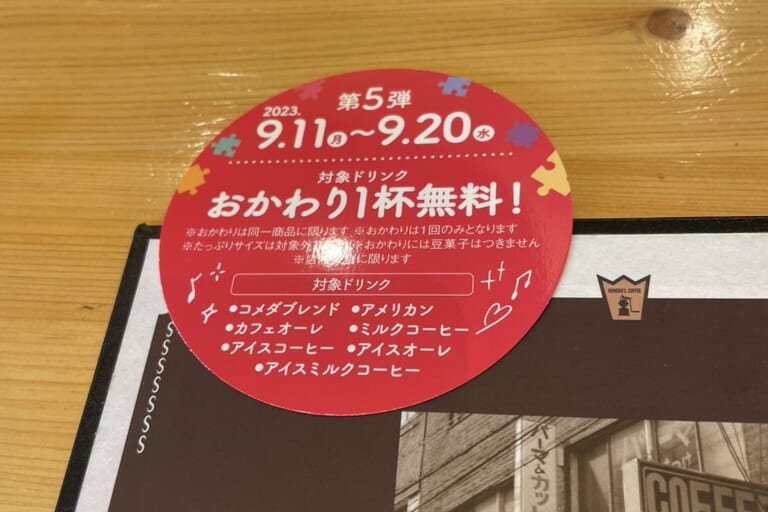 第5弾
2023.
9.11月〜9.20水
対象ドリンク
おかわり1杯無料!
※おかわりは同一商品に限ります ※おかわりは1回のみとなります
※たっぷりサイズは対象外 ※おかわりには豆菓子はつきません
に限ります
対象ドリンク
•コメダブレンド •アメリカン
•カフェオーレ •ミルクコーヒー
•アイスコーヒー •アイスオーレ
•アイスミルクコーヒー
KOMEDA'S COFFEE
S
S
S
S
S
S
S
パーマ&カット
COFFE